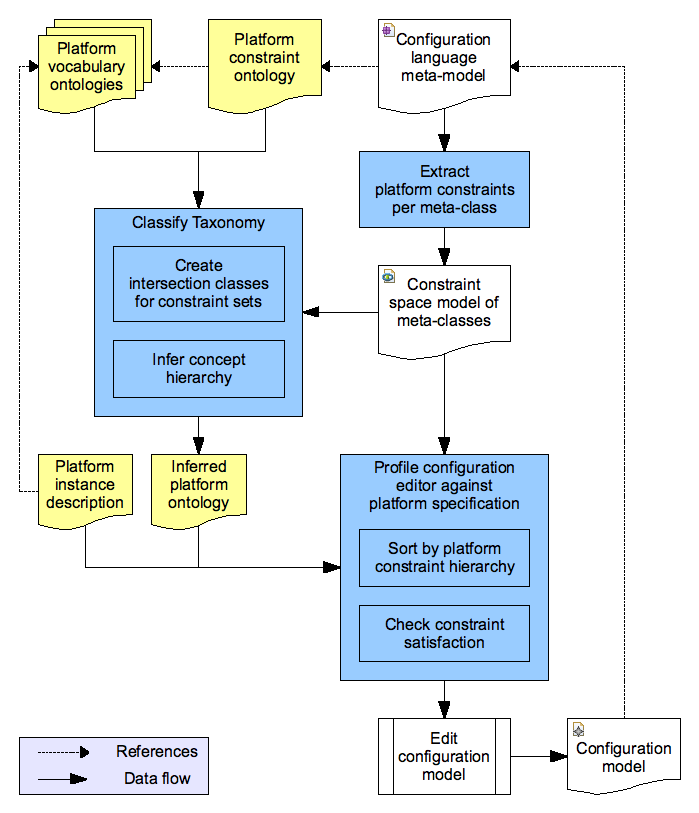 Platform
vocabulary
ontologies
Platform
constraint
ontology
Configuration
language
meta-model
Extract
platform constraints
per meta-class
Classify Taxonomy
Create
intersection classes
for constraint sets
Infer concept
hierarchy
Constraint
space model of
meta-classes
Platform
instance
description
Inferred
platform
ontology
Profile configuration
editor against
platform specification
Sort by platform
constraint hierarchy
Check constraint
satisfaction
Edit
configuration
model
Configuration
model
References
Data flow